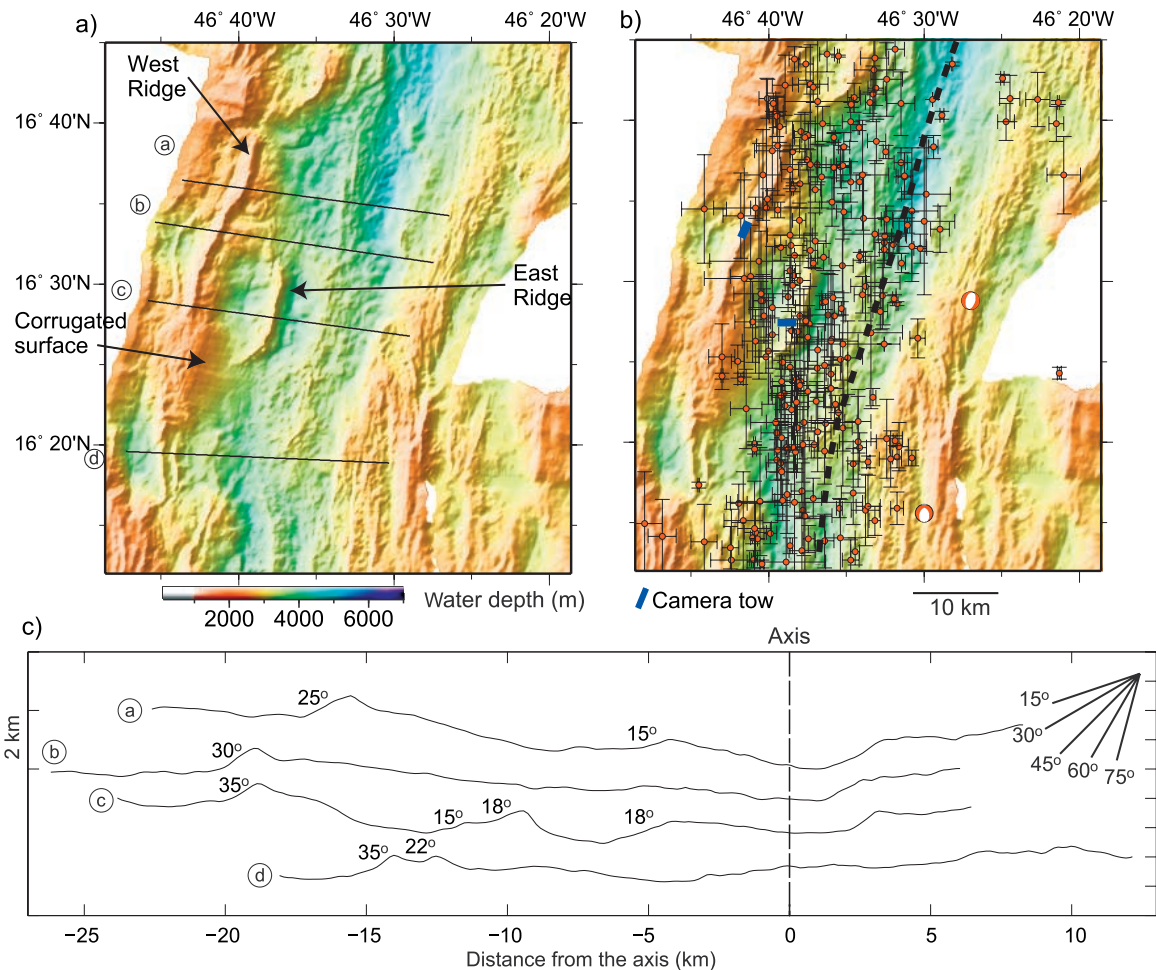 a)
46° 40'W
46° 30'W
46° 20'W
b)
46° 40'W
46° 30'W
46° 20'W
West
Ridge
16° 40'N
a
b
16° 30'N
East
Ridge
c
Corrugated
surface
16° 20'N
d
2000
4000
6000
Water depth (m)
Camera tow
10 km
c)
Axis
2 km
a
25°
15°
b
30°
c
35°
15°
18°
18°
d
35°
22°
15°
30°
45°
60°
75°
−25
−20
−15
−10
−5
0
5
10
Distance from the axis (km)